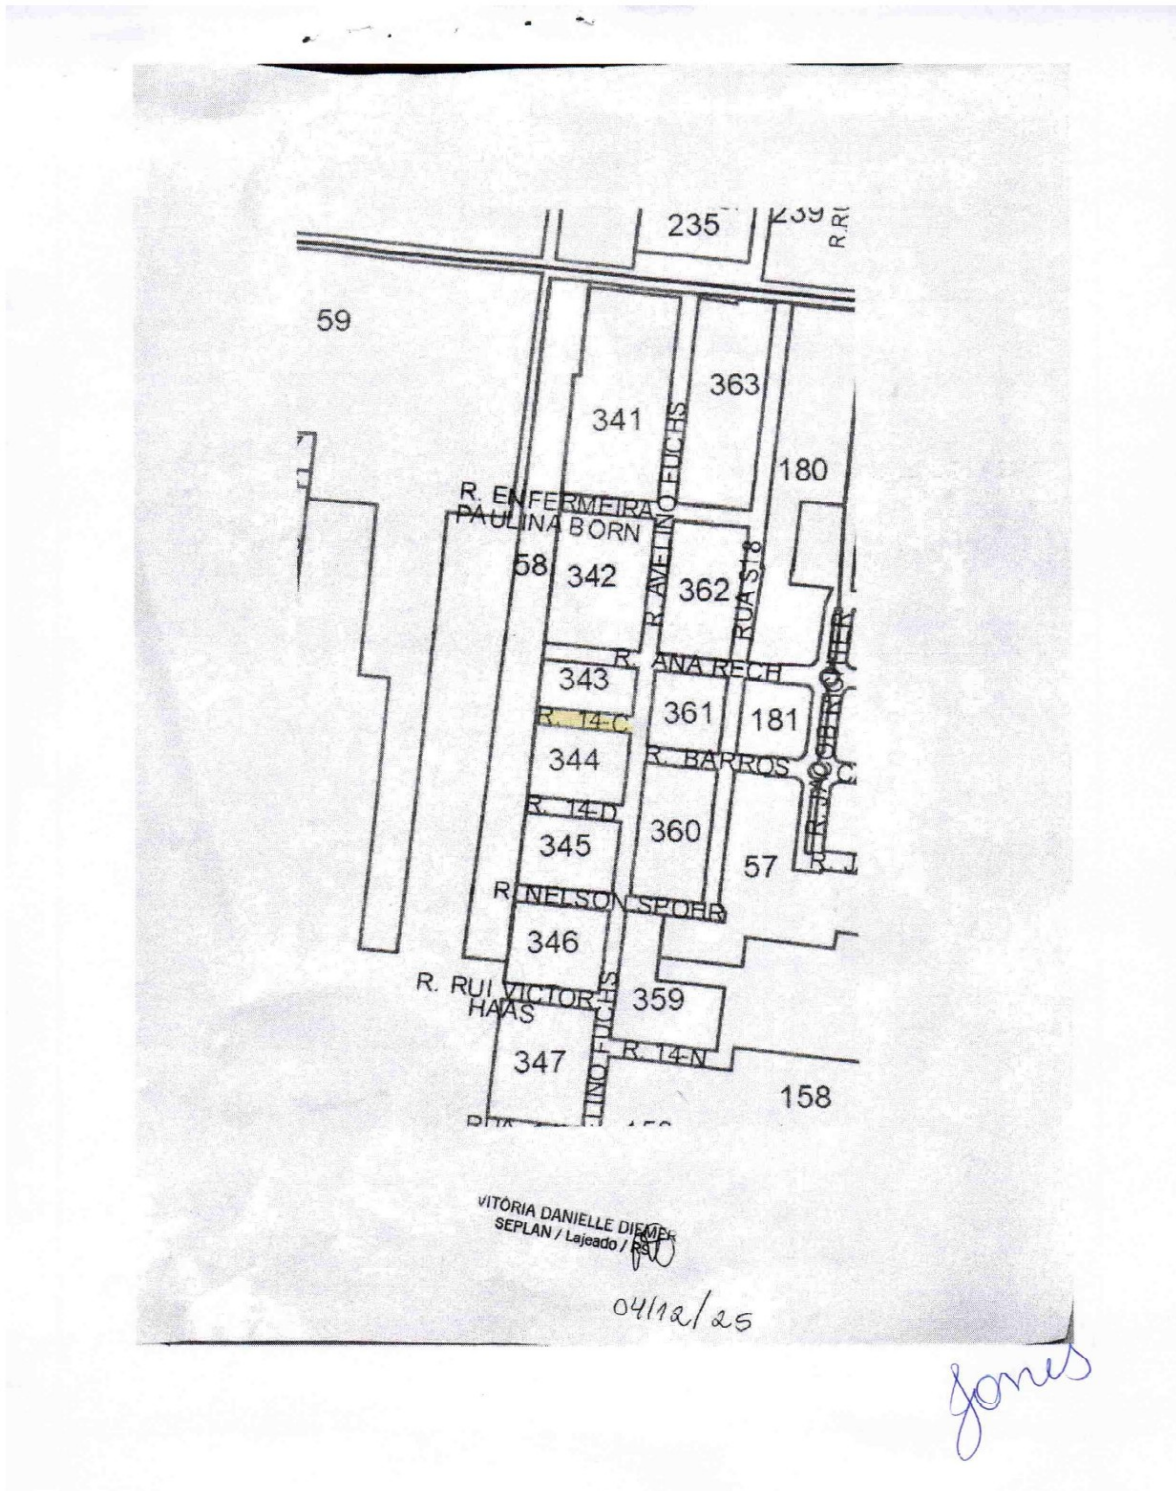 235
239
59
363
341
R. AVELINO FUCHS
180
R. ENFERMEIRA
PAULINA BORN
58
342
362
RUA S18
R. ANA RECH
343
361
181
R. 14-C
R. BARROS
344
R. 14-D
360
345
57
R. NELSON SPOHR
346
R. RUI VICTOR
HAAS
359
347
R. 14-N
158
VITÓRIA DANIELLE DIEMER
SEPLAN / Lajeado / RS
04/12/25